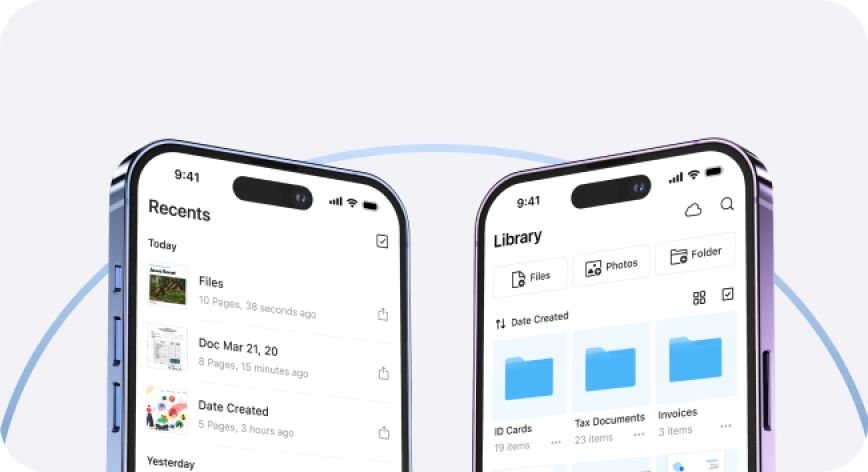 9:41
Recents
Today
Files
10 Pages, 38 seconds ago
Doc Mar 21, 20
8 Pages, 15 minutes ago
Date Created
5 Pages, 3 hours ago
Yesterday
9:41
Library
Files Photos Folder
Date Created
ID Cards Tax Documents Invoices
19 items 23 items 3 items